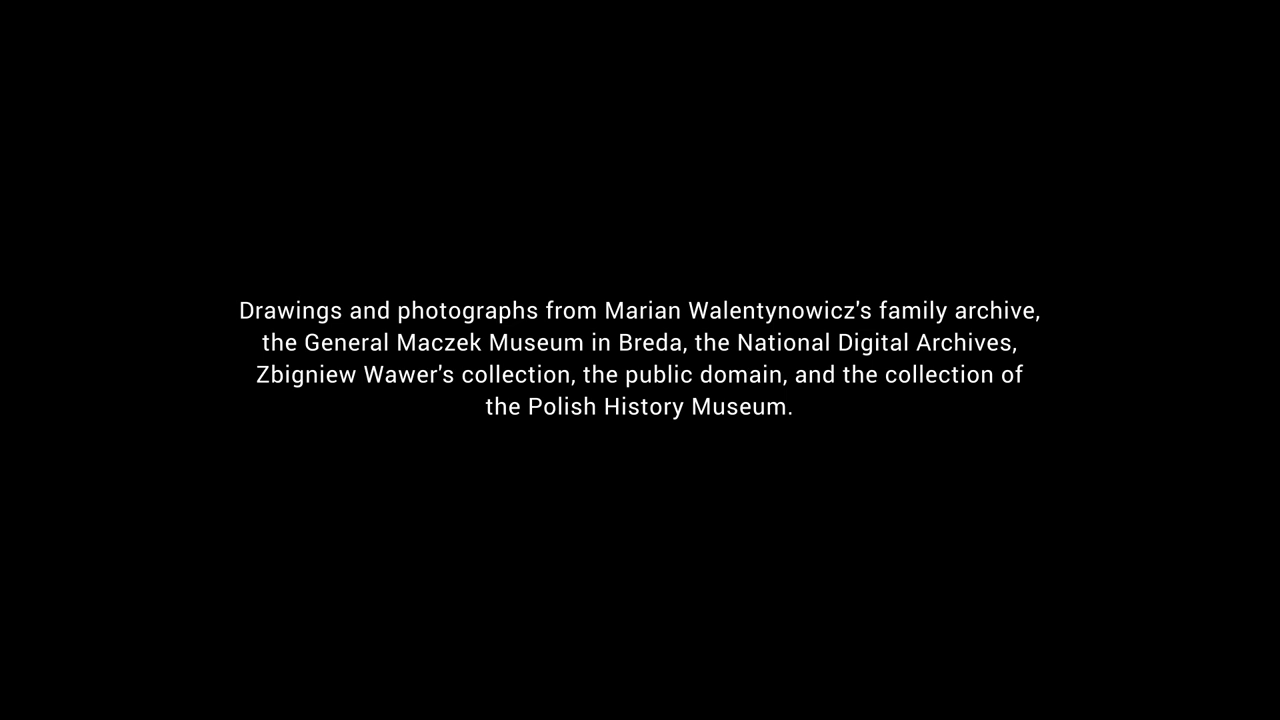 Drawings and photographs from Marian Walentynowicz's family archive,
the General Maczek Museum in Breda, the National Digital Archives,
Zbigniew Wawer's collection, the public domain, and the collection of
the Polish History Museum.